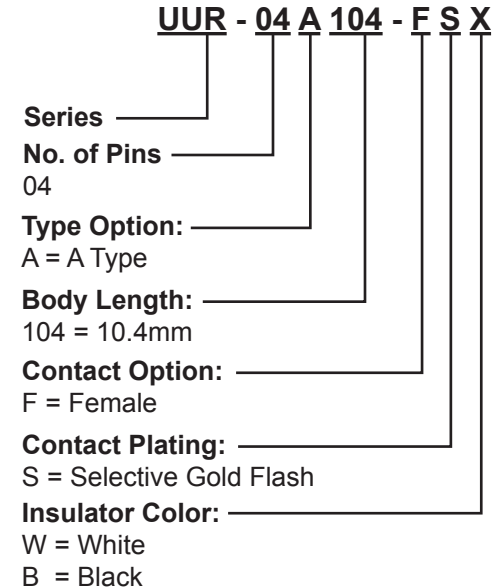 UUR - 04 A 104 - F S X
Series
No. of Pins
04
Type Option:
A = A Type
Body Length:
104 = 10.4mm
Contact Option:
F = Female
Contact Plating:
S = Selective Gold Flash
Insulator Color:
W = White
B = Black